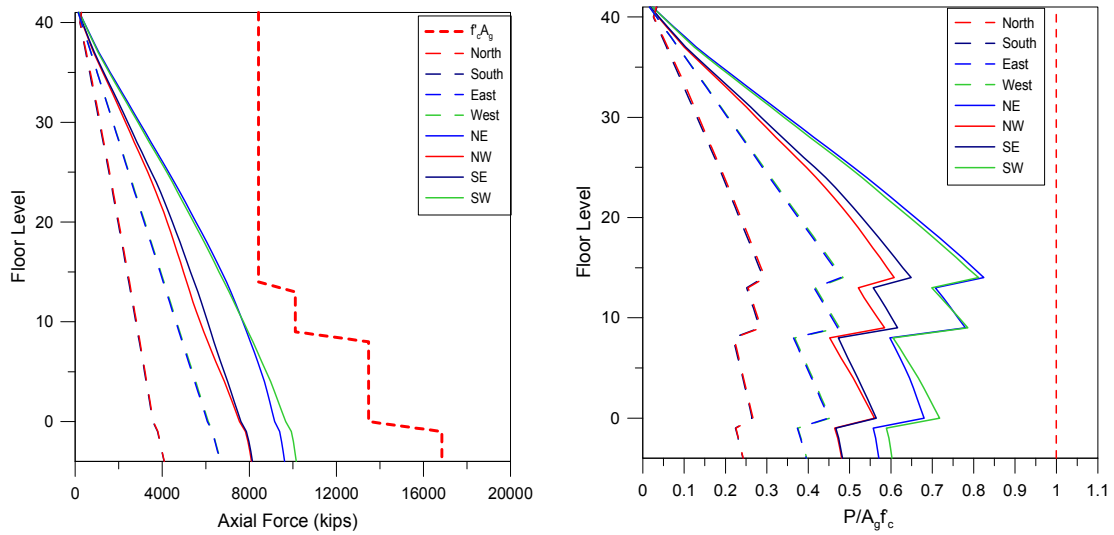 40
30
20
10
0
Floor Level
0
4000
8000
12000
16000
20000
Axial Force (kips)
f'cAg
North
South
East
West
NE
NW
SE
SW
40
30
20
10
0
Floor Level
0
0.1
0.2
0.3
0.4
0.5
0.6
0.7
0.8
0.9
1
1.1
P/Agf'c
North
South
East
West
NE
NW
SE
SW